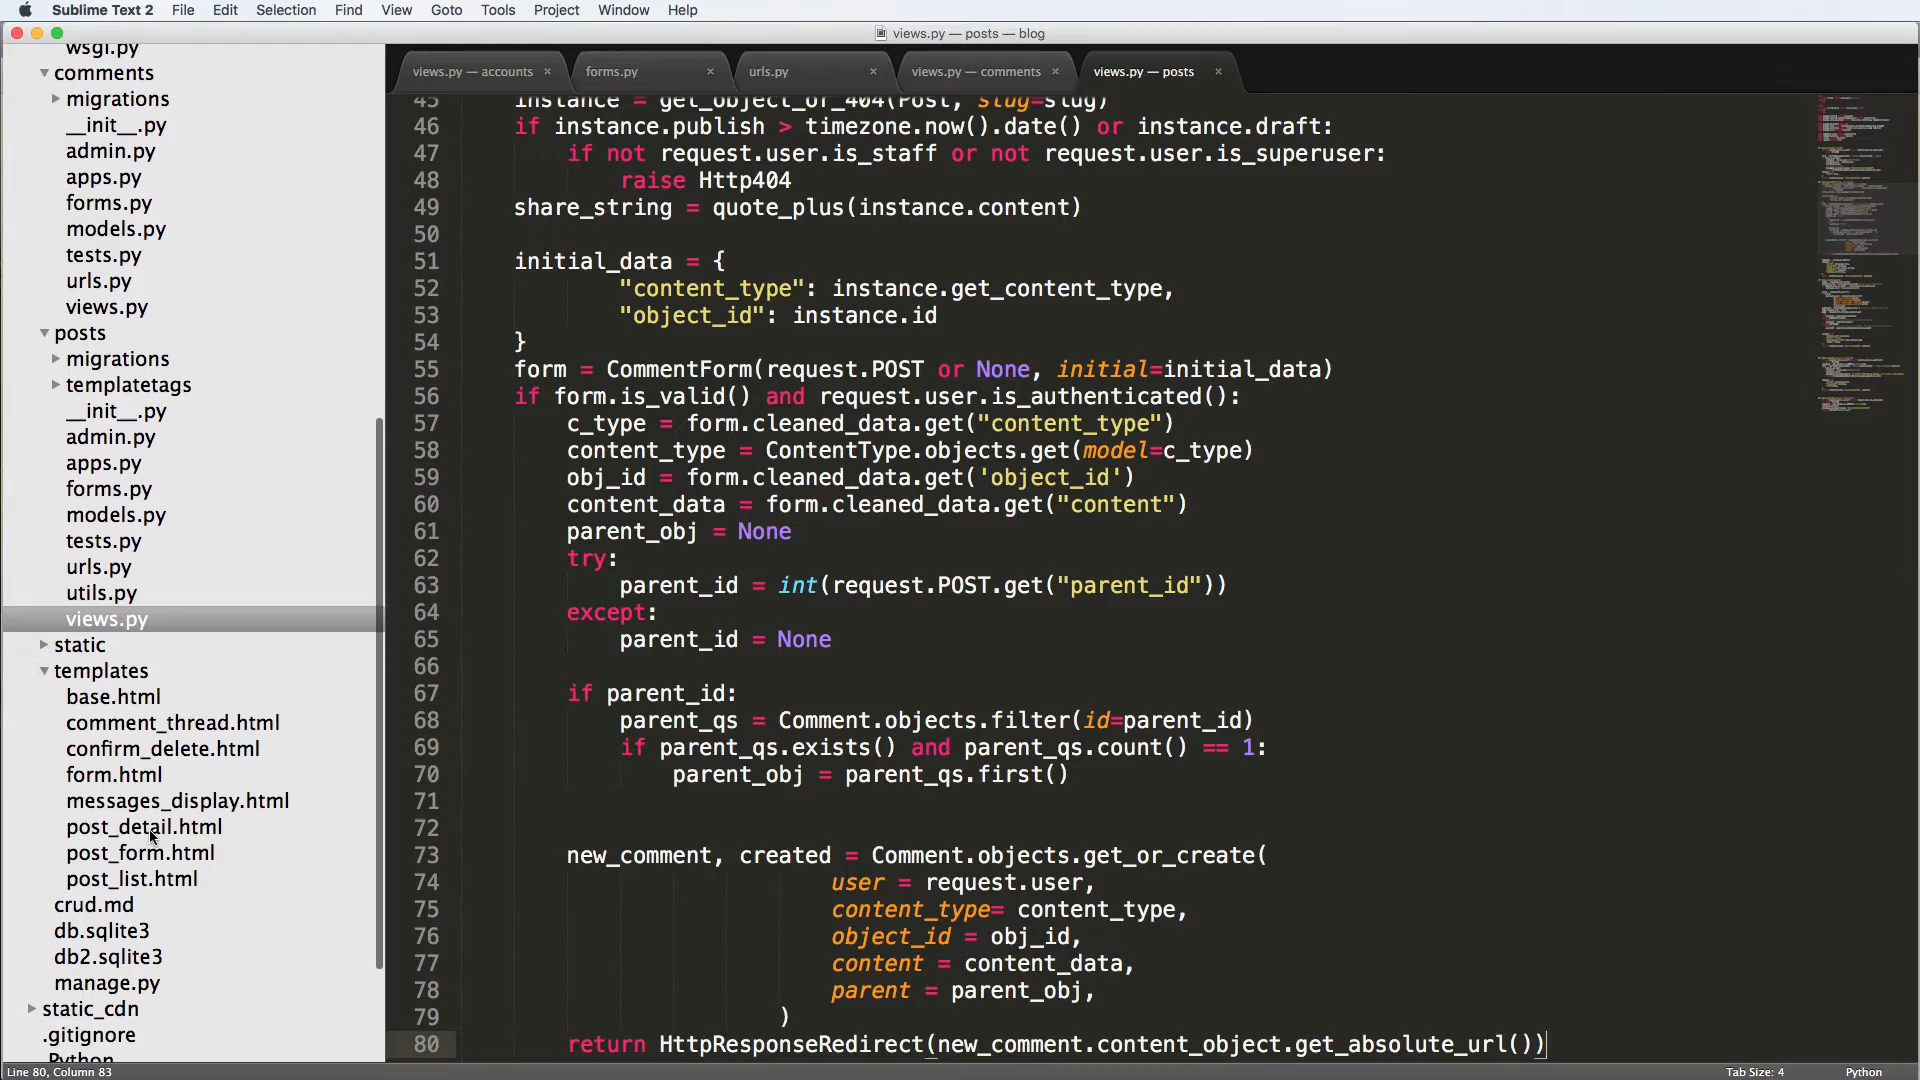 Sublime Text 2 File Edit Selection Find View Goto Tools Project Window Help
views.py — posts — blog
wsgi.py
comments
migrations
__init__.py
admin.py
apps.py
forms.py
models.py
tests.py
urls.py
views.py
posts
migrations
templatetags
__init__.py
admin.py
apps.py
forms.py
models.py
tests.py
urls.py
utils.py
views.py
static
templates
base.html
comment_thread.html
confirm_delete.html
form.html
messages_display.html
post_detail.html
post_form.html
post_list.html
crud.md
db.sqlite3
db2.sqlite3
manage.py
static_cdn
.gitignore
Python
views.py — accounts × forms.py × urls.py × views.py — comments × views.py — posts ×
45 instance = get_object_or_404(Post, slug=slug)
46 if instance.publish > timezone.now().date() or instance.draft:
47 if not request.user.is_staff or not request.user.is_superuser:
48 raise Http404
49 share_string = quote_plus(instance.content)
50
51 initial_data = {
52 "content_type": instance.get_content_type,
53 "object_id": instance.id
54 }
55 form = CommentForm(request.POST or None, initial=initial_data)
56 if form.is_valid() and request.user.is_authenticated():
57 c_type = form.cleaned_data.get("content_type")
58 content_type = ContentType.objects.get(model=c_type)
59 obj_id = form.cleaned_data.get('object_id')
60 content_data = form.cleaned_data.get("content")
61 parent_obj = None
62 try:
63 parent_id = int(request.POST.get("parent_id"))
64 except:
65 parent_id = None
66
67 if parent_id:
68 parent_qs = Comment.objects.filter(id=parent_id)
69 if parent_qs.exists() and parent_qs.count() == 1:
70 parent_obj = parent_qs.first()
71
72
73 new_comment, created = Comment.objects.get_or_create(
74 user = request.user,
75 content_type= content_type,
76 object_id = obj_id,
77 content = content_data,
78 parent = parent_obj,
79 )
80 return HttpResponseRedirect(new_comment.content_object.get_absolute_url())
Line 80, Column 83 Tab Size: 4 Python